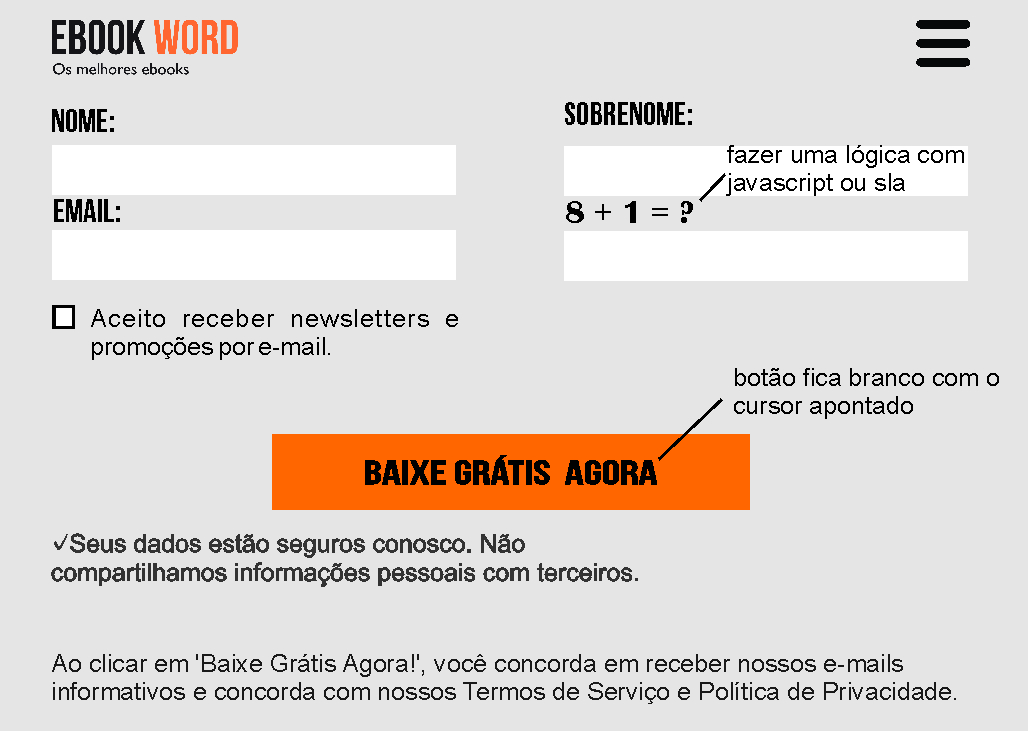 EBOOK WORD
Os melhores ebooks
NOME:
SOBRENOME:
fazer uma lógica com
javascript ou sla
EMAIL:
8 + 1 = ?
Aceito receber newsletters e
promoções por e-mail.
botão fica branco com o
cursor apontado
BAIXE GRÁTIS AGORA
✓Seus dados estão seguros conosco. Não
compartilhamos informações pessoais com terceiros.
Ao clicar em 'Baixe Grátis Agora!', você concorda em receber nossos e-mails
informativos e concorda com nossos Termos de Serviço e Política de Privacidade.